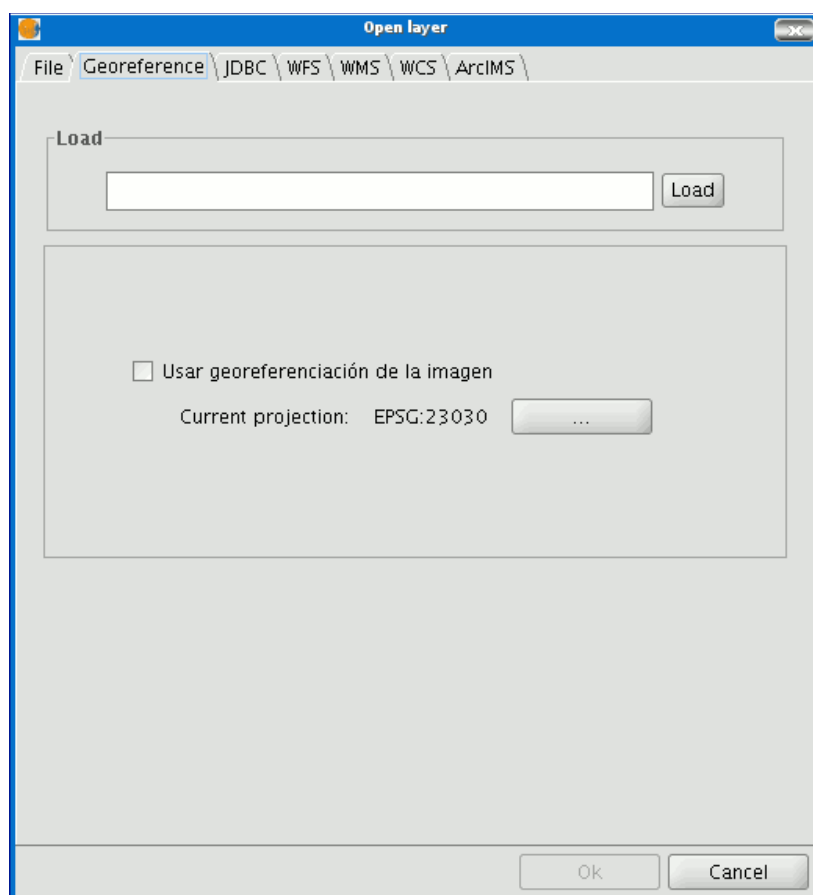 Open layer
File Georeference JDBC WFS WMS WCS ArcIMS
Load
Load
Usar georeferenciación de la imagen
Current projection: EPSG:23030 ...
Ok Cancel